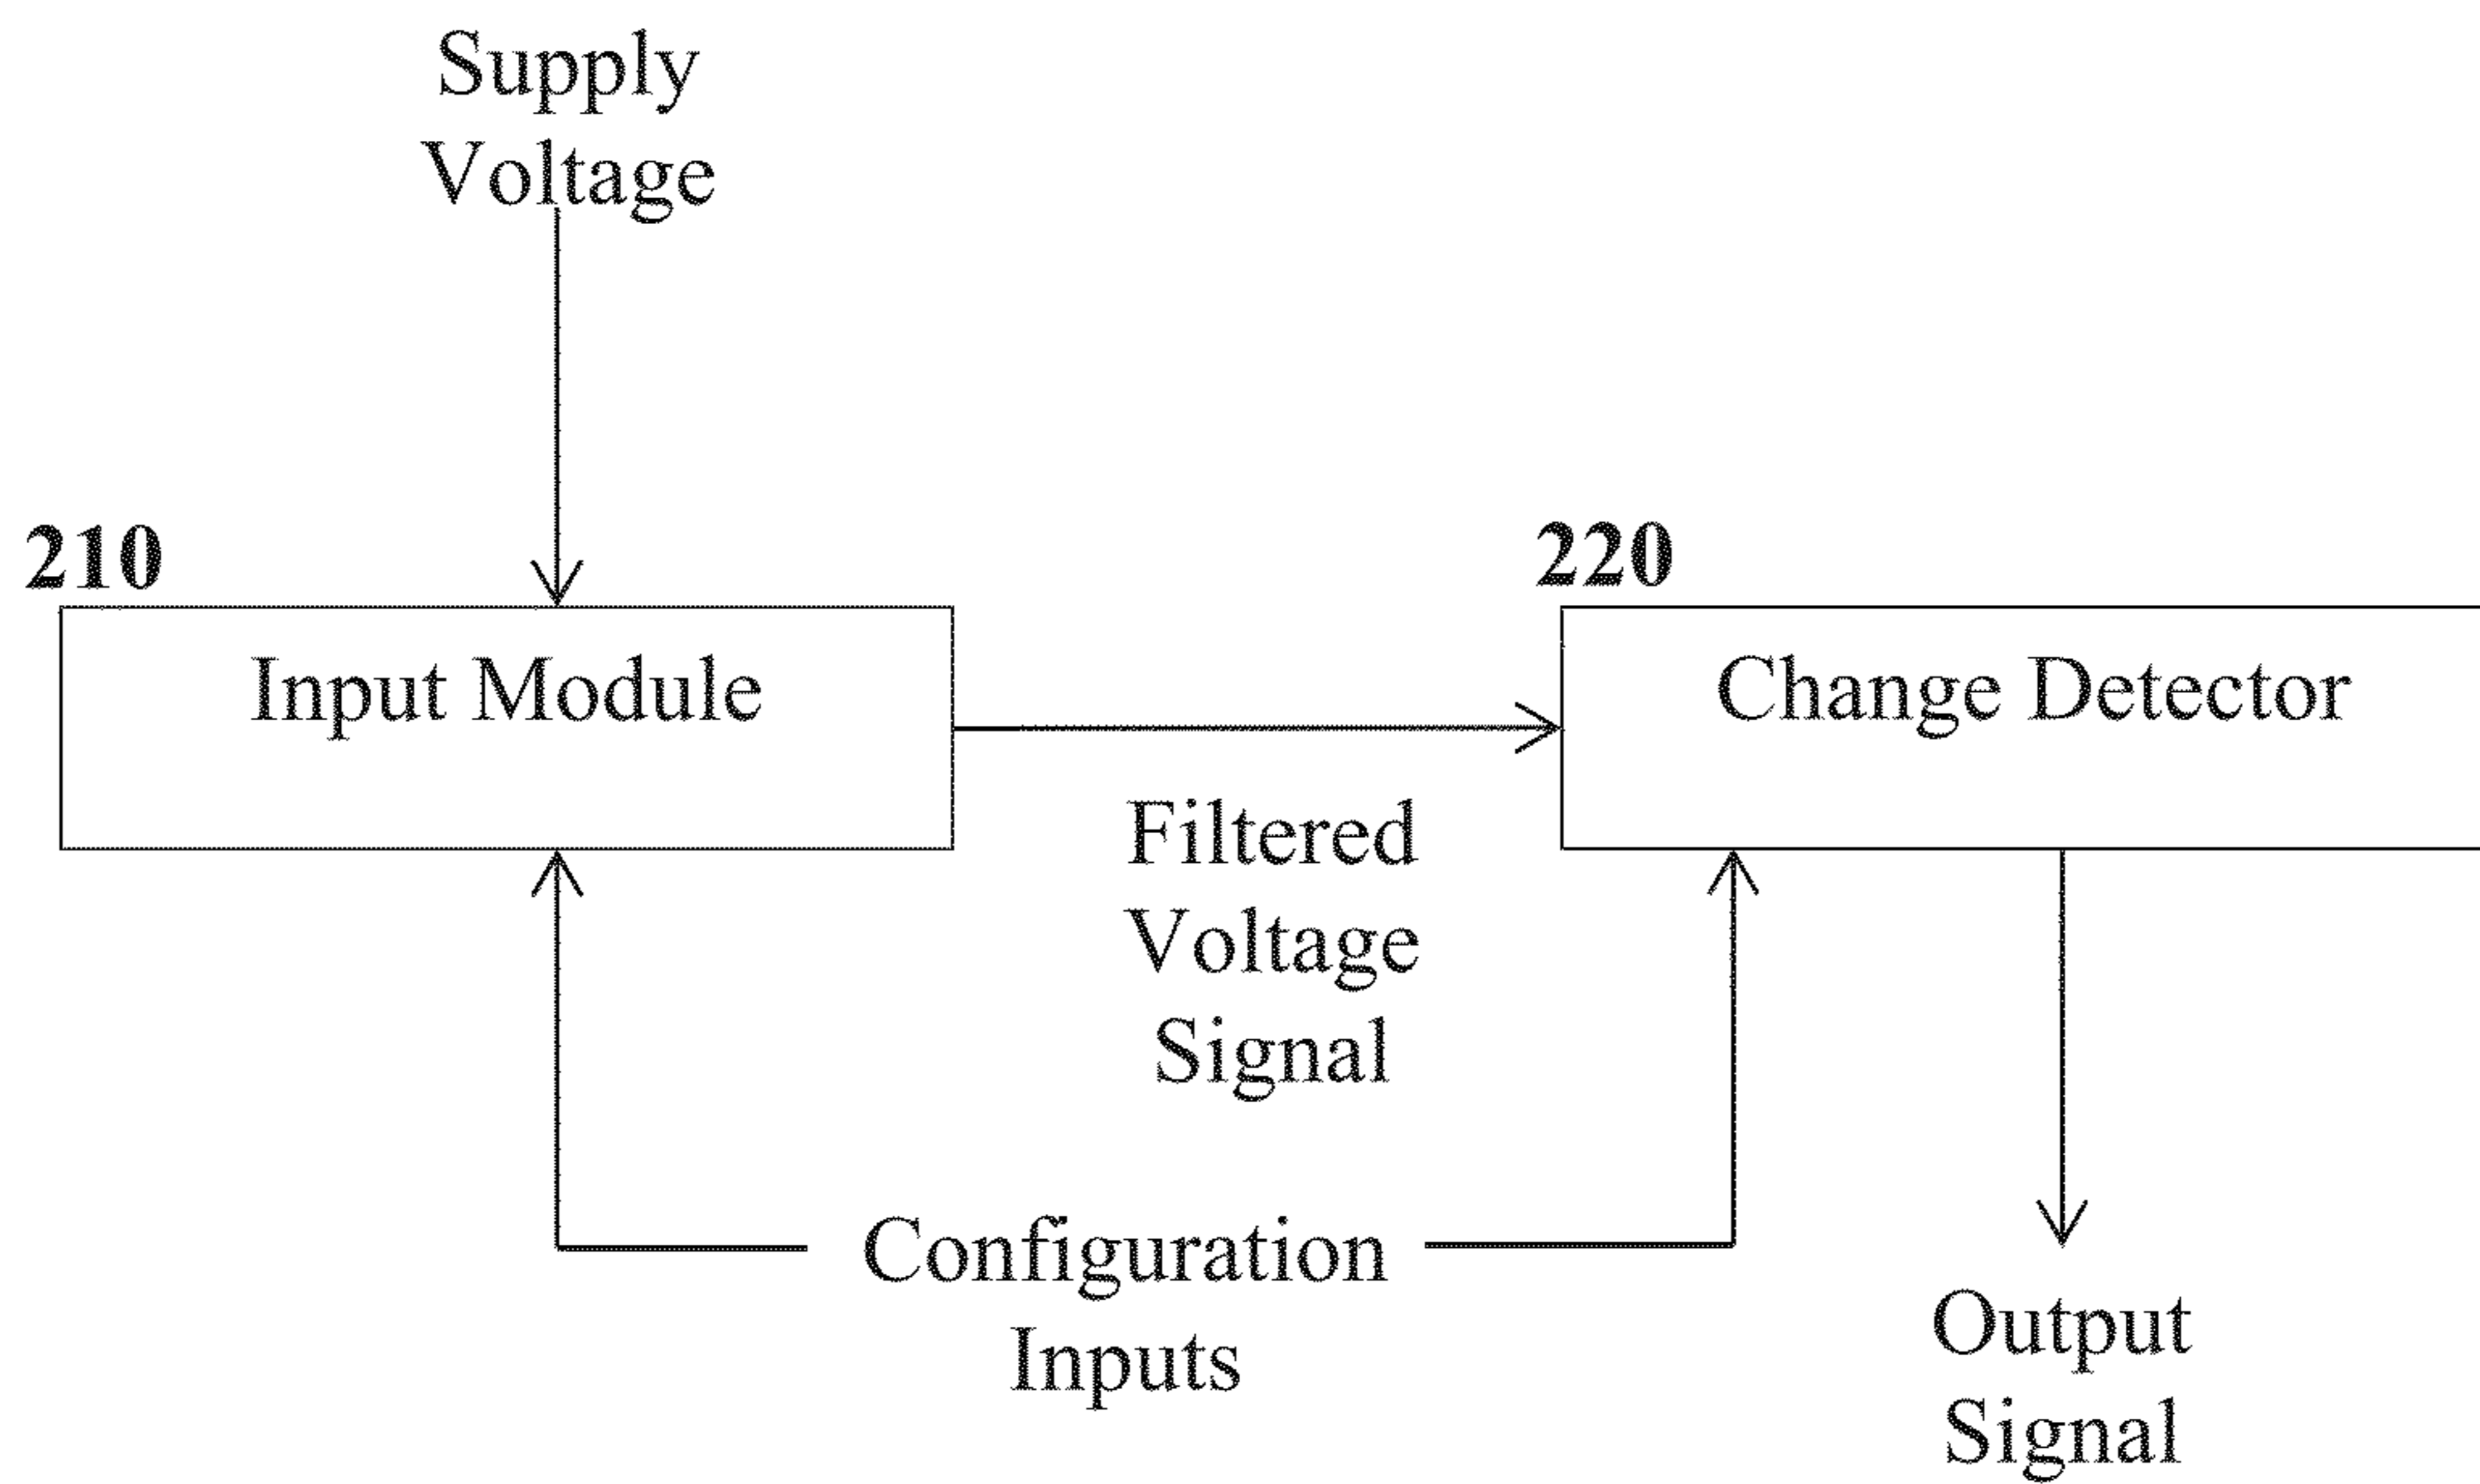 Supply
Voltage
210
220
Input Module
Change Detector
Filtered
Voltage
Signal
Configuration
Inputs
Output
Signal